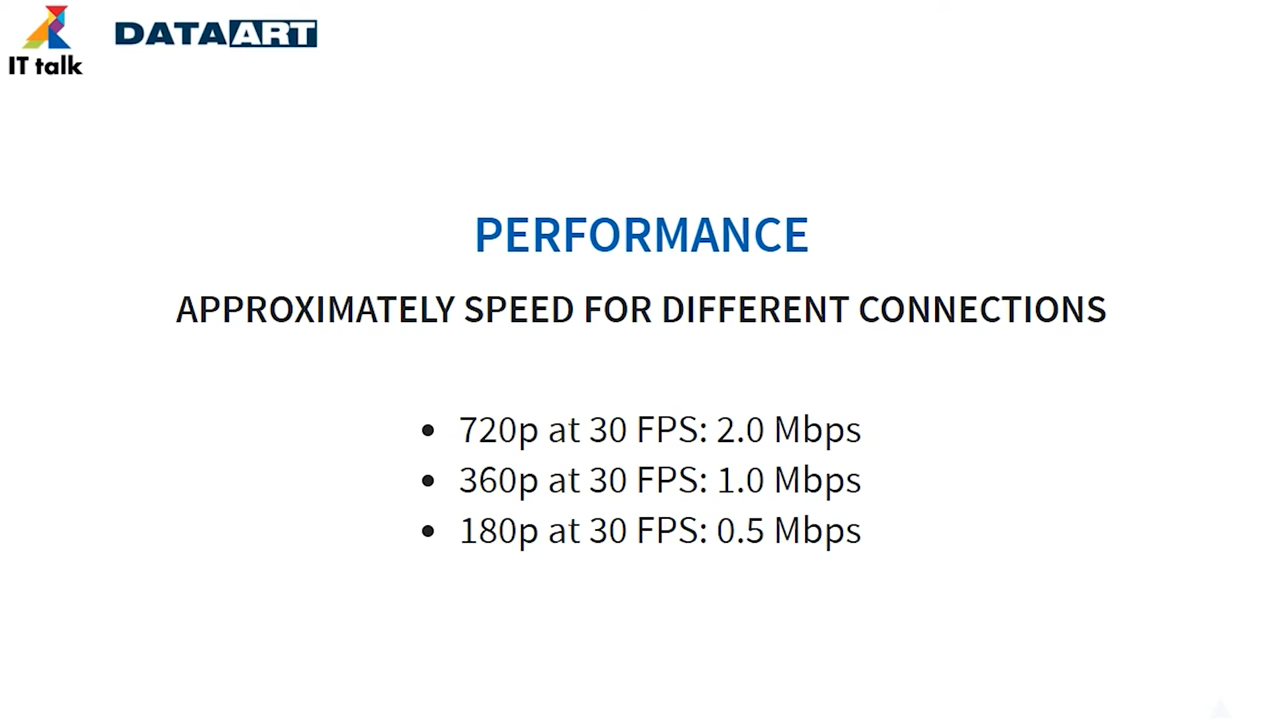 IT talk
DATAART
PERFORMANCE
APPROXIMATELY SPEED FOR DIFFERENT CONNECTIONS
• 720p at 30 FPS: 2.0 Mbps
• 360p at 30 FPS: 1.0 Mbps
• 180p at 30 FPS: 0.5 Mbps